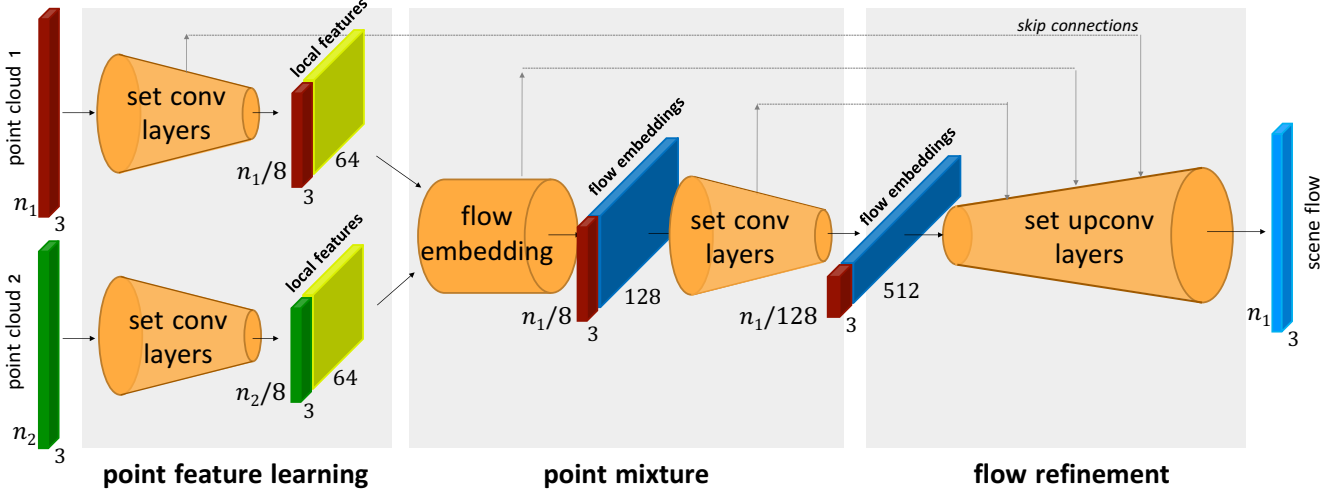 point cloud 1
n₁
3
set conv
layers
local features
n₁/8
3
64
point cloud 2
n₂
3
set conv
layers
local features
n₂/8
3
64
point feature learning
skip connections
flow
embedding
flow embeddings
n₁/8
3
128
set conv
layers
flow embeddings
n₁/128
3
512
point mixture
set upconv
layers
n₁
3
scene flow
flow refinement